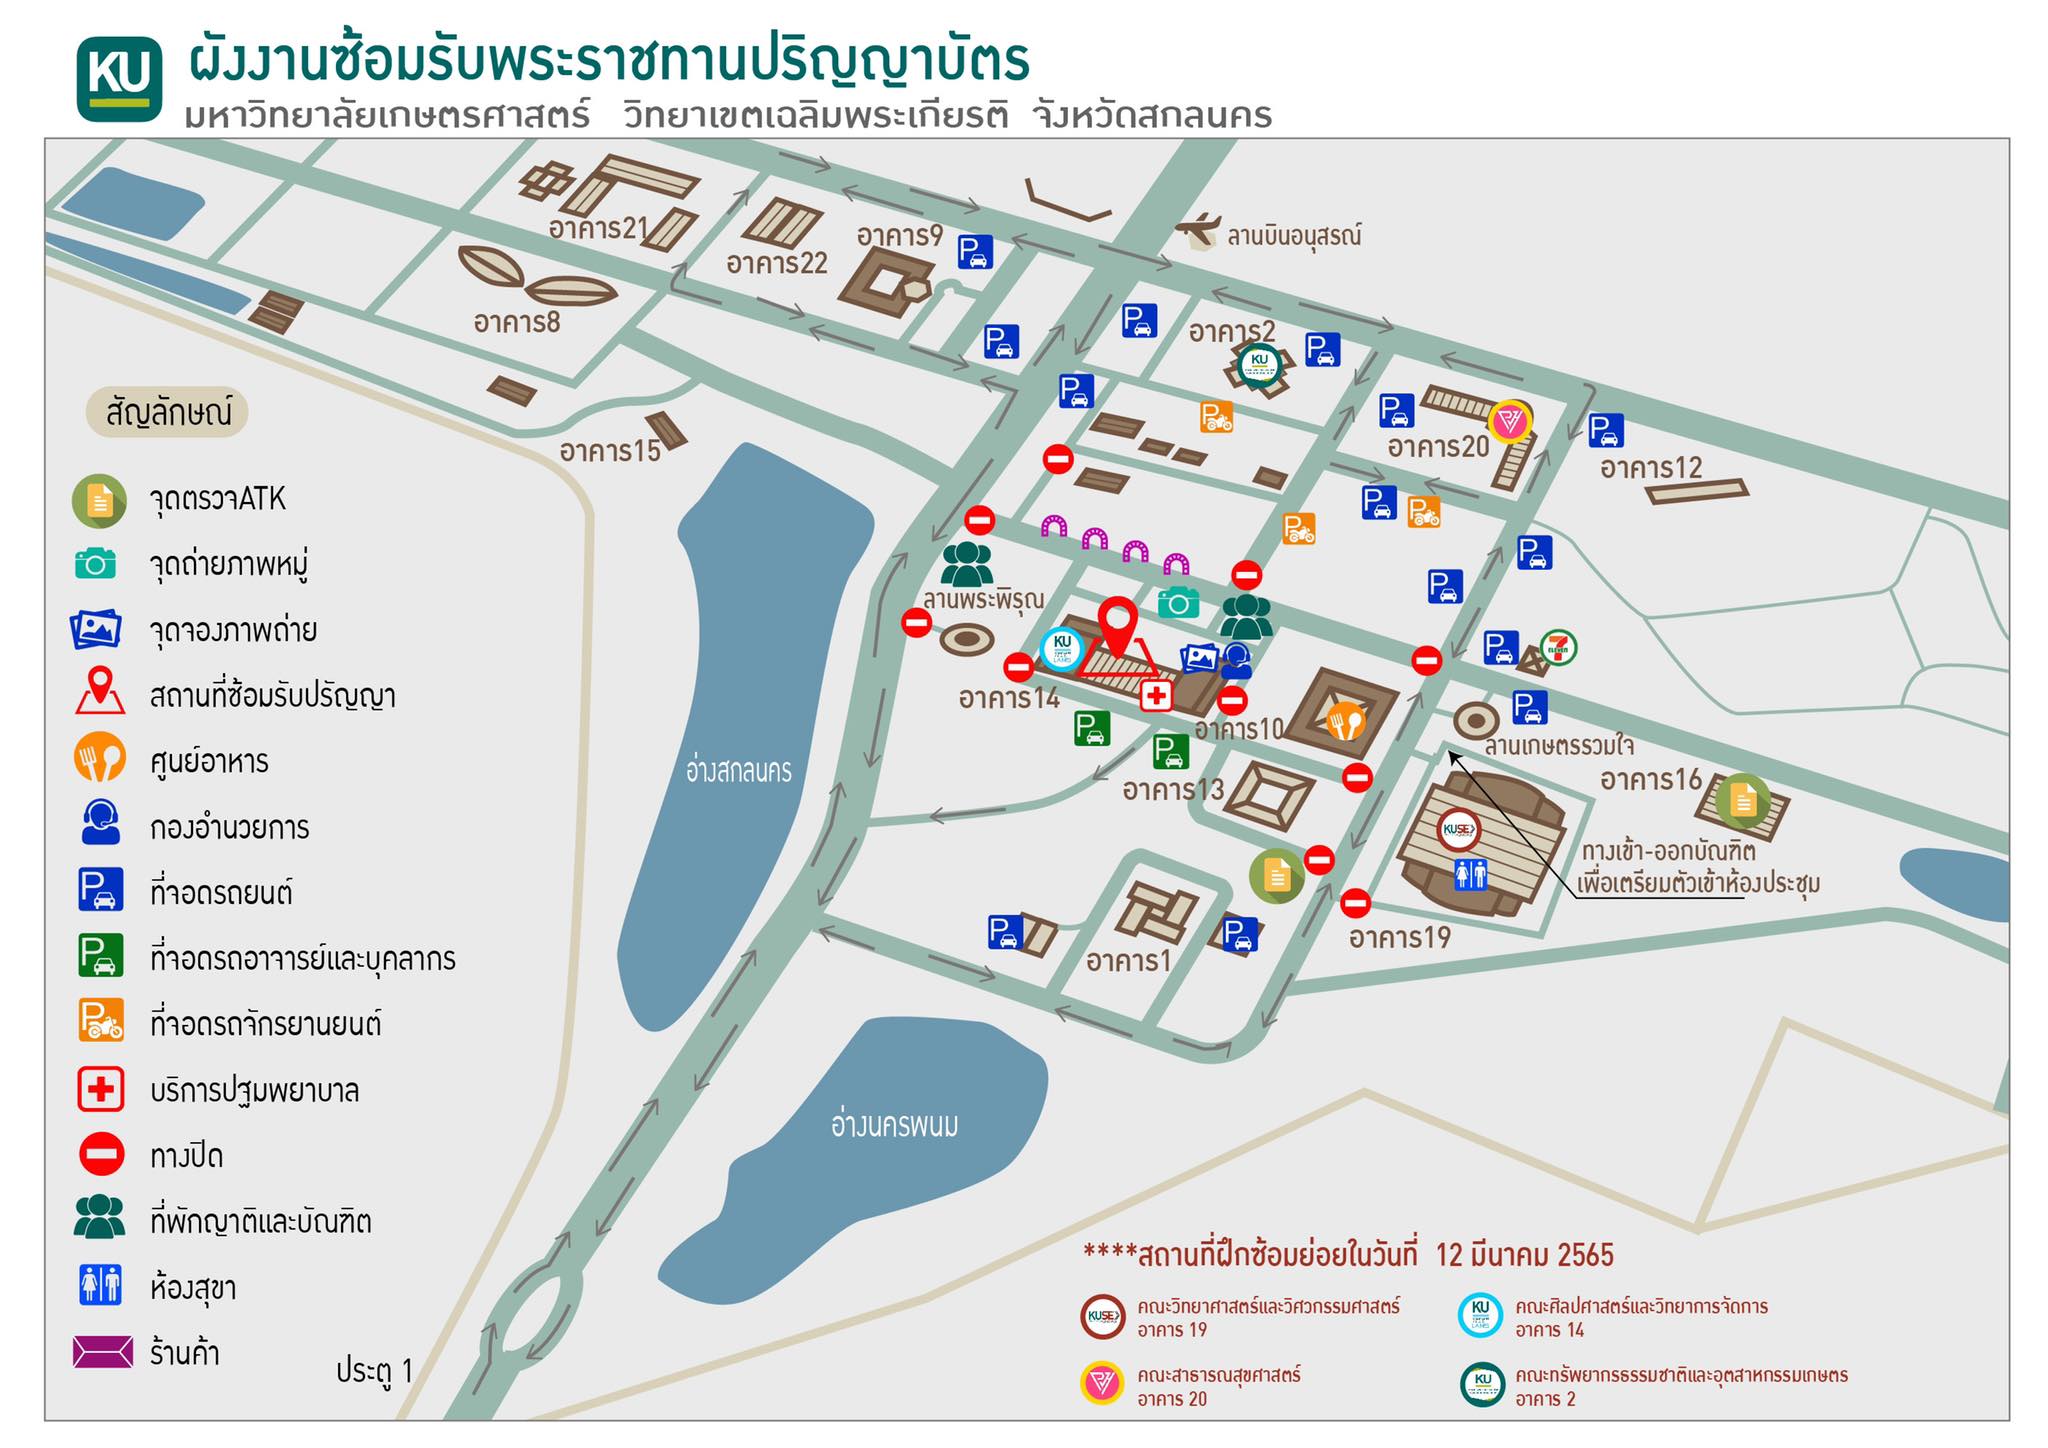 KU
ผังงานซ้อมรับพระราชทานปริญญาบัตร
มหาวิทยาลัยเกษตรศาสตร์ วิทยาเขตเฉลิมพระเกียรติ จังหวัดสกลนคร
อาคาร21
อาคาร22
อาคาร9
ลานบินอนุสรณ์
อาคาร8
อาคาร2
KU
อาคาร15
อาคาร20
อาคาร12
ลานพระพิรุณ
7
ELEVEN
KU
อาคาร14
อาคาร10
ลานเกษตรรวมใจ
อ่างสกลนคร
อาคาร13
อาคาร16
KUSE
ทางเข้า-ออกบัณฑิต
เพื่อเตรียมตัวเข้าห้องประชุม
อาคาร19
อาคาร1
อ่างนครพนม
ประตู 1
สัญลักษณ์
จุดตรวจATK
จุดถ่ายภาพหมู่
จุดจองภาพถ่าย
สถานที่ซ้อมรับปริญญา
ศูนย์อาหาร
กองอำนวยการ
P ที่จอดรถยนต์
P ที่จอดรถอาจารย์และบุคลากร
P ที่จอดรถจักรยานยนต์
บริการปฐมพยาบาล
ทางปิด
ที่พักญาติและบัณฑิต
ห้องสุขา
ร้านค้า
****สถานที่ฝึกซ้อมย่อยในวันที่ 12 มีนาคม 2565
KUSE
คณะวิทยาศาสตร์และวิศวกรรมศาสตร์
อาคาร 19
KU
คณะศิลปศาสตร์และวิทยาการจัดการ
อาคาร 14
คณะสาธารณสุขศาสตร์
อาคาร 20
KU
คณะทรัพยากรธรรมชาติและอุตสาหกรรมเกษตร
อาคาร 2